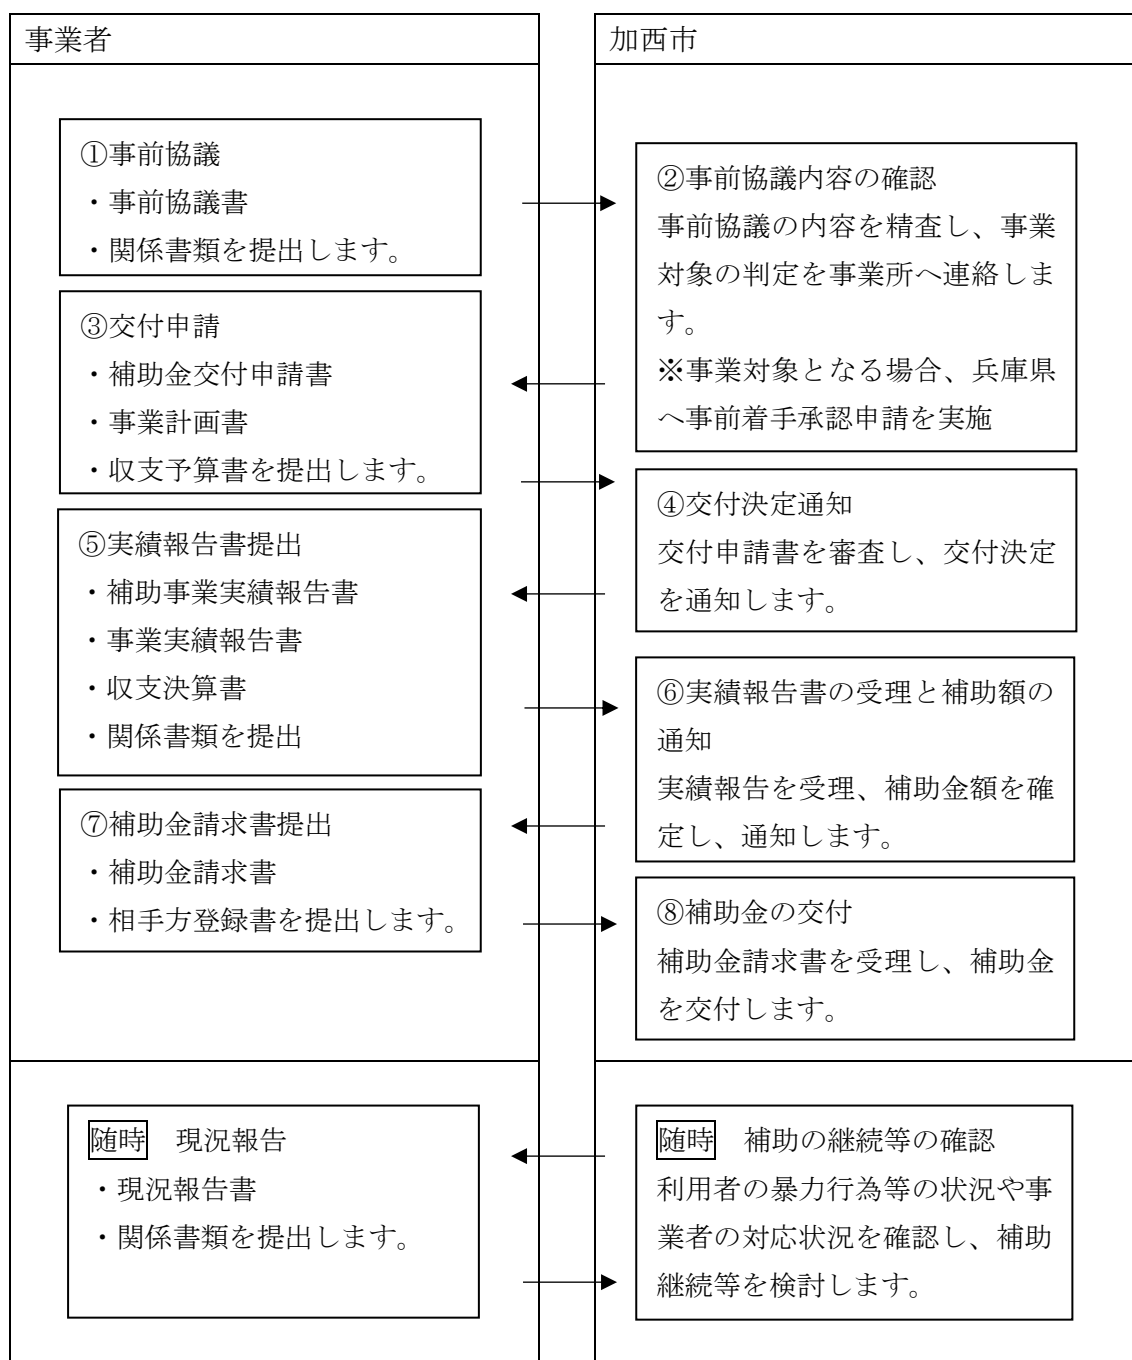 事業者
加西市
①事前協議
・事前協議書
・関係書類を提出します。
②事前協議内容の確認
事前協議の内容を精査し、事業
対象の判定を事業所へ連絡しま
す。
※事業対象となる場合、兵庫県
へ事前着手承認申請を実施
③交付申請
・補助金交付申請書
・事業計画書
・収支予算書を提出します。
④交付決定通知
交付申請書を審査し、交付決定
を通知します。
⑤実績報告書提出
・補助事業実績報告書
・事業実績報告書
・収支決算書
・関係書類を提出
⑥実績報告書の受理と補助額の
通知
実績報告を受理、補助金額を確
定し、通知します。
⑦補助金請求書提出
・補助金請求書
・相手方登録書を提出します。
⑧補助金の交付
補助金請求書を受理し、補助金
を交付します。
随時　現況報告
・現況報告書
・関係書類を提出します。
随時　補助の継続等の確認
利用者の暴力行為等の状況や事
業者の対応状況を確認し、補助
継続等を検討します。